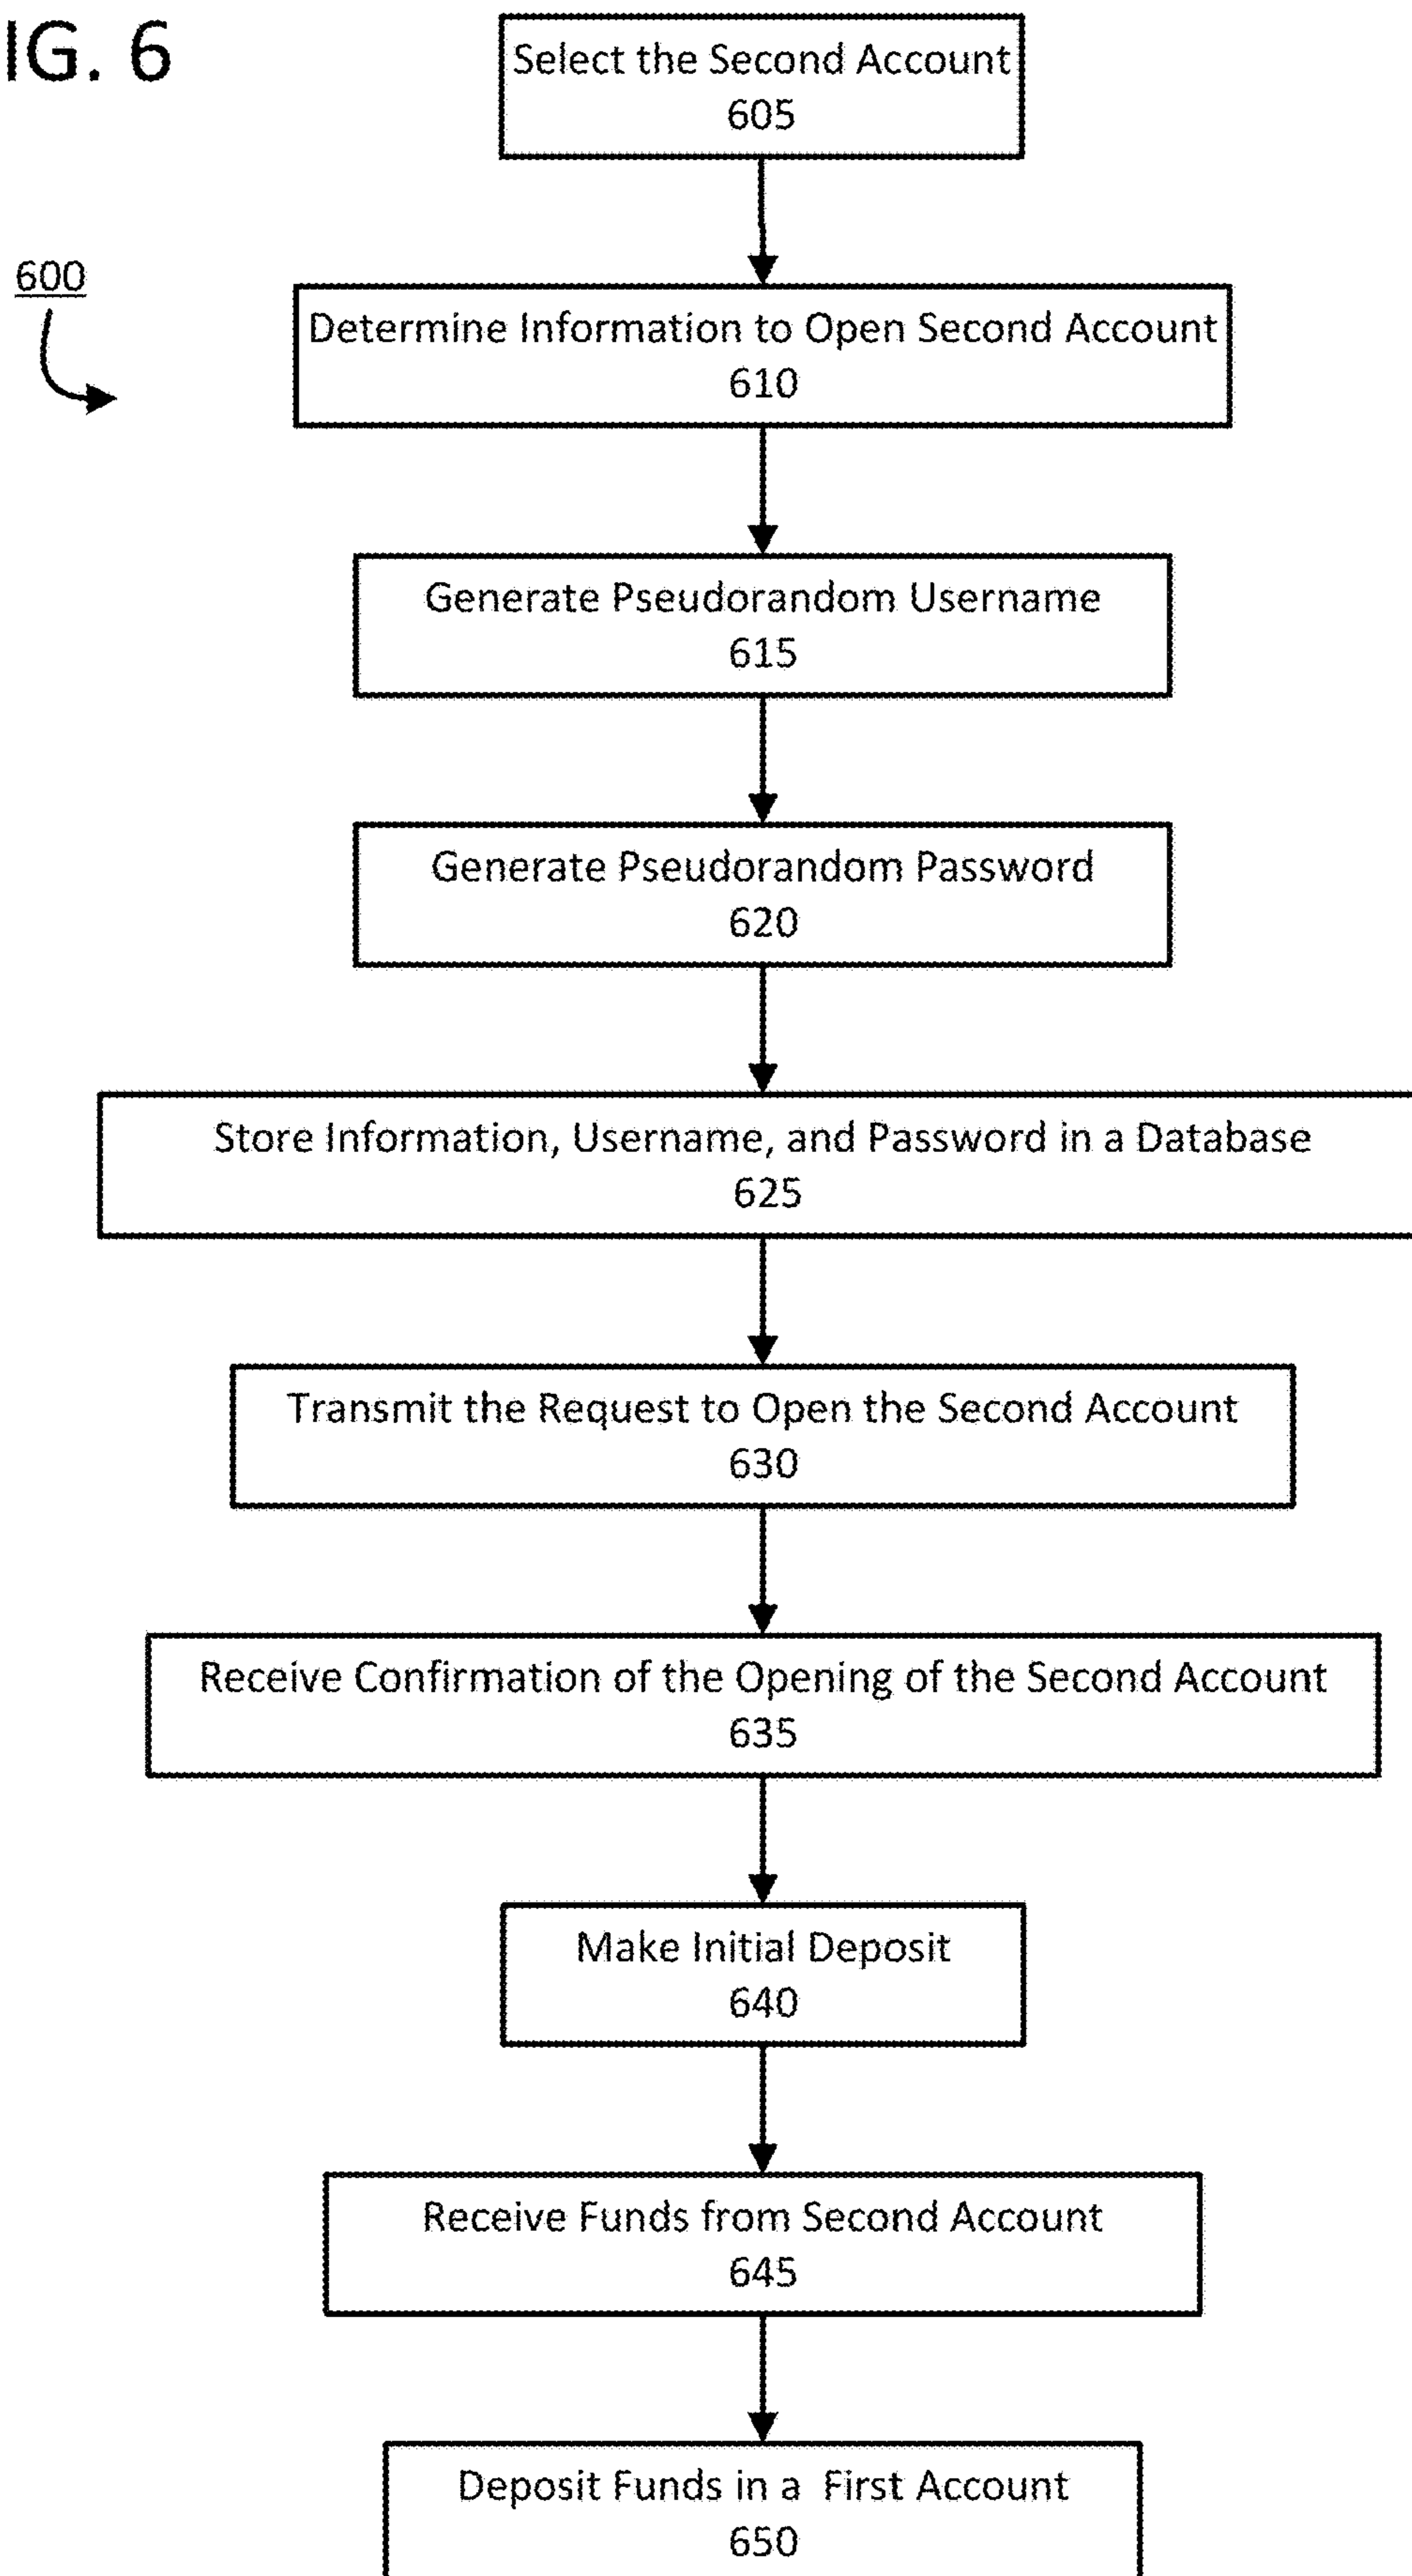 IG. 6
Select the Second Account
605
600
Determine Information to Open Second Account
610
Generate Pseudorandom Username
615
Generate Pseudorandom Password
620
Store Information, Username, and Password in a Database
625
Transmit the Request to Open the Second Account
630
Receive Confirmation of the Opening of the Second Account
635
Make Initial Deposit
640
Receive Funds from Second Account
645
Deposit Funds in a First Account
650